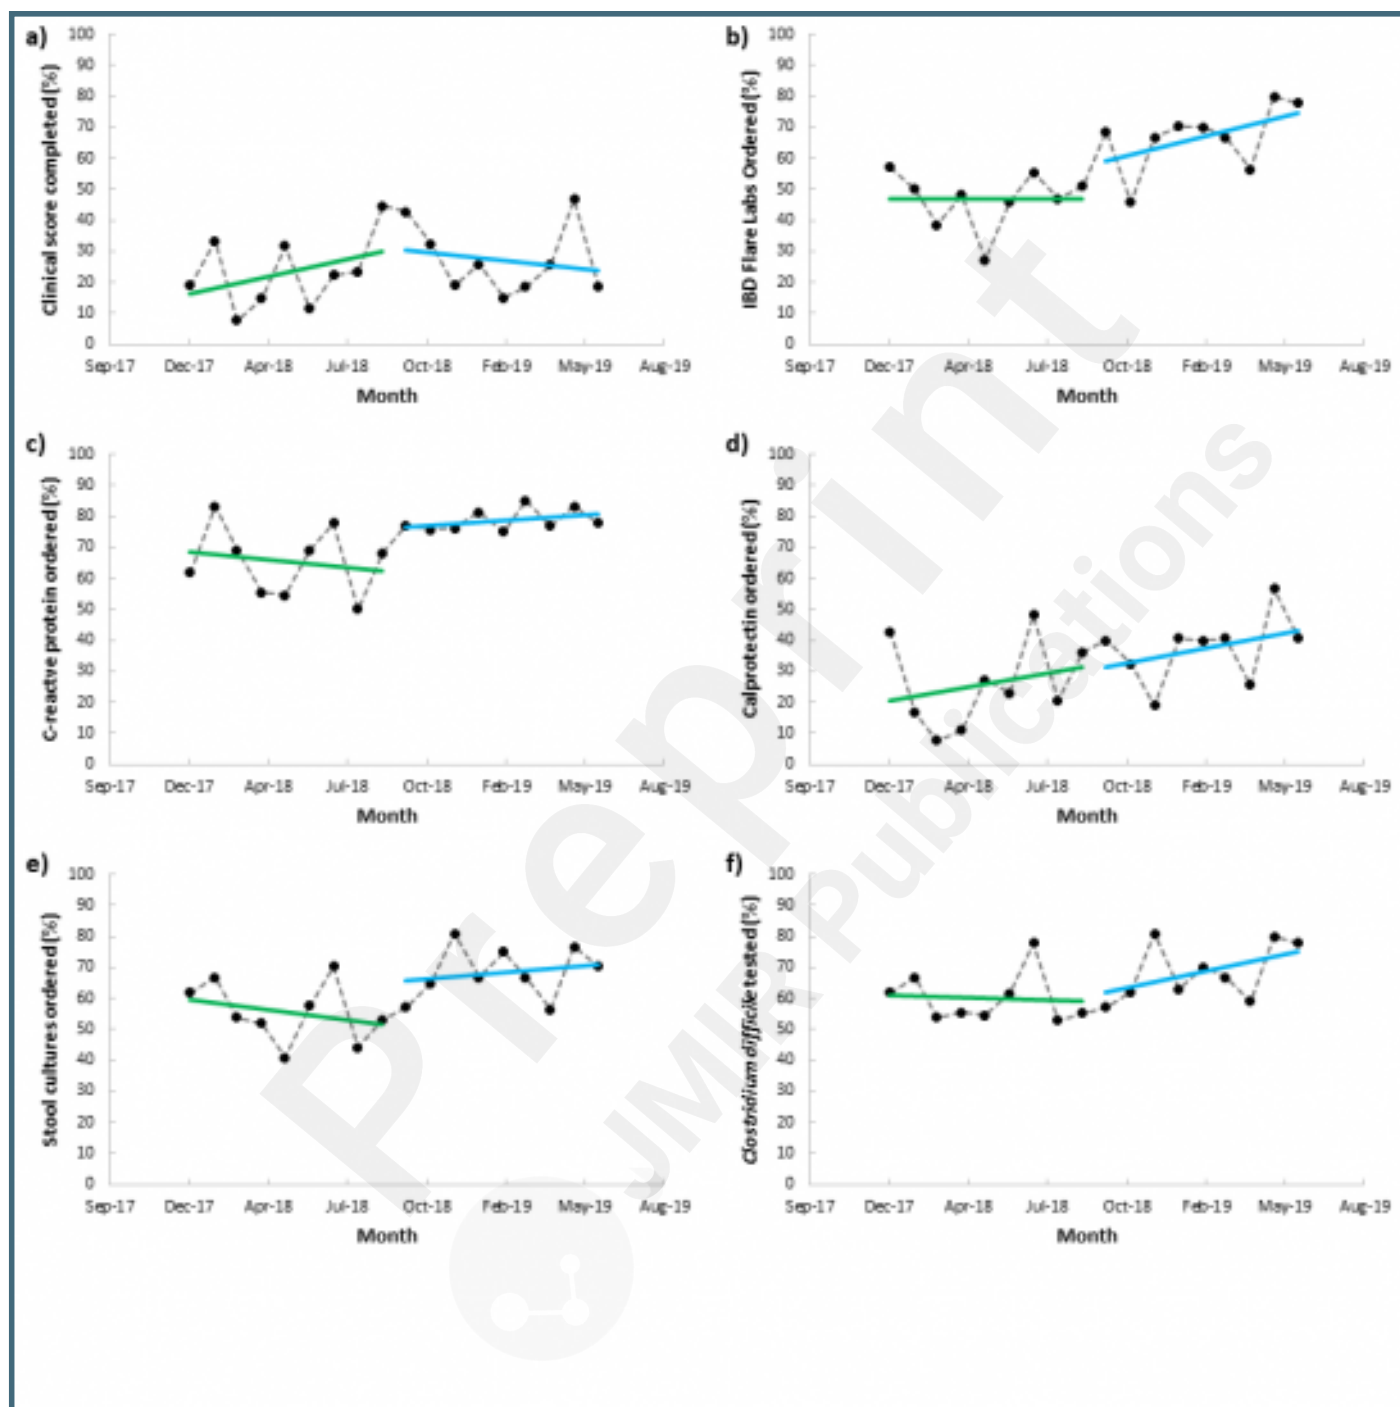 a)
Clinical score completed (%)
100
90
80
70
60
50
40
30
20
10
0
Sep-17 Dec-17 Apr-18 Jul-18 Oct-18 Feb-19 May-19 Aug-19
Month
b)
IBD Flare Labs Ordered (%)
100
90
80
70
60
50
40
30
20
10
0
Sep-17 Dec-17 Apr-18 Jul-18 Oct-18 Feb-19 May-19 Aug-19
Month
c)
C-reactve protein ordered (%)
100
90
80
70
60
50
40
30
20
10
0
Sep-17 Dec-17 Apr-18 Jul-18 Oct-18 Feb-19 May-19 Aug-19
Month
d)
Calprotectin ordered (%)
100
90
80
70
60
50
40
30
20
10
0
Sep-17 Dec-17 Apr-18 Jul-18 Oct-18 Feb-19 May-19 Aug-19
Month
e)
Stool cultures ordered (%)
100
90
80
70
60
50
40
30
20
10
0
Sep-17 Dec-17 Apr-18 Jul-18 Oct-18 Feb-19 May-19 Aug-19
Month
f)
Clostridium difficile tested (%)
100
90
80
70
60
50
40
30
20
10
0
Sep-17 Dec-17 Apr-18 Jul-18 Oct-18 Feb-19 May-19 Aug-19
Month
Preprint
JMIR Publications